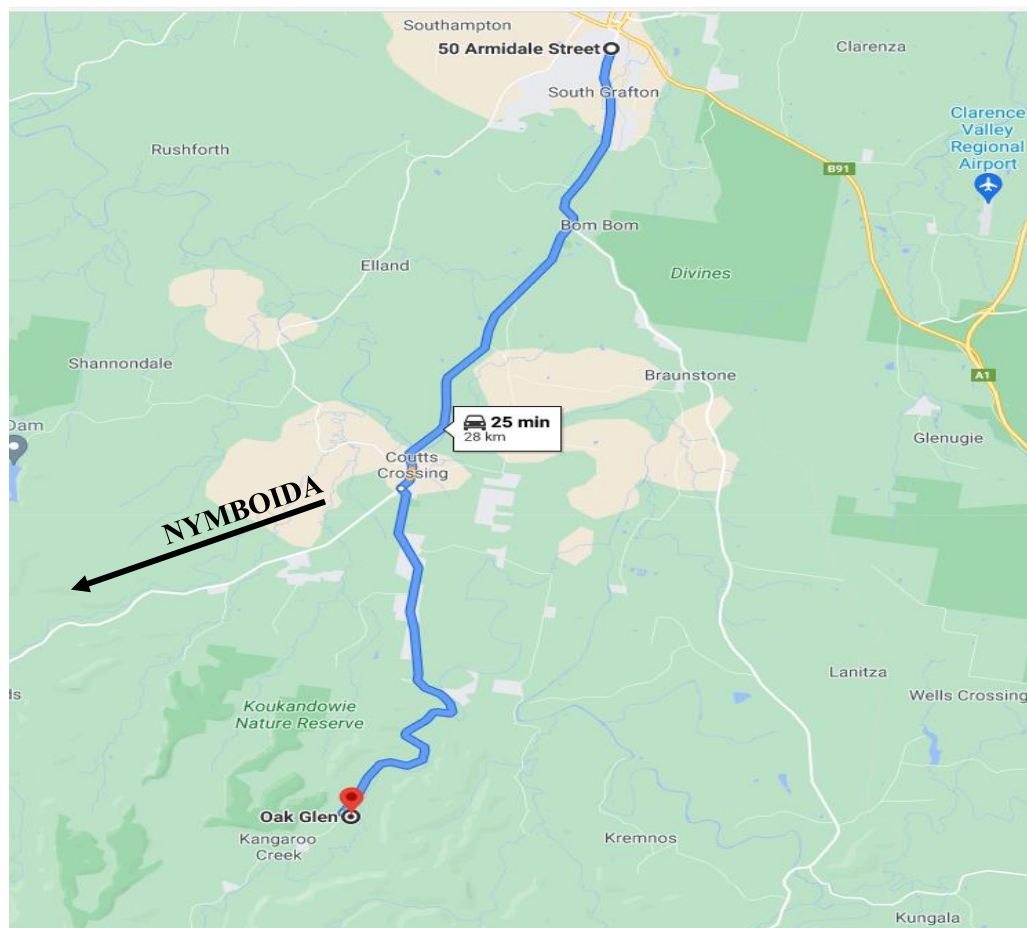 Southampton
50 Armidale Street
Clarenza
South Grafton
Clarence
Valley
Regional
Airport
Rushforth
B91
Bom Bom
Elland
Divines
Shannondale
Braunstone
A1
25 min
28 km
Dam
Glenugie
Coutts
Crossing
NYMBOIDA
Lanitza
ds
Wells Crossing
Koukandowie
Nature Reserve
Oak Glen
Kangaroo
Creek
Kremnos
Kungala